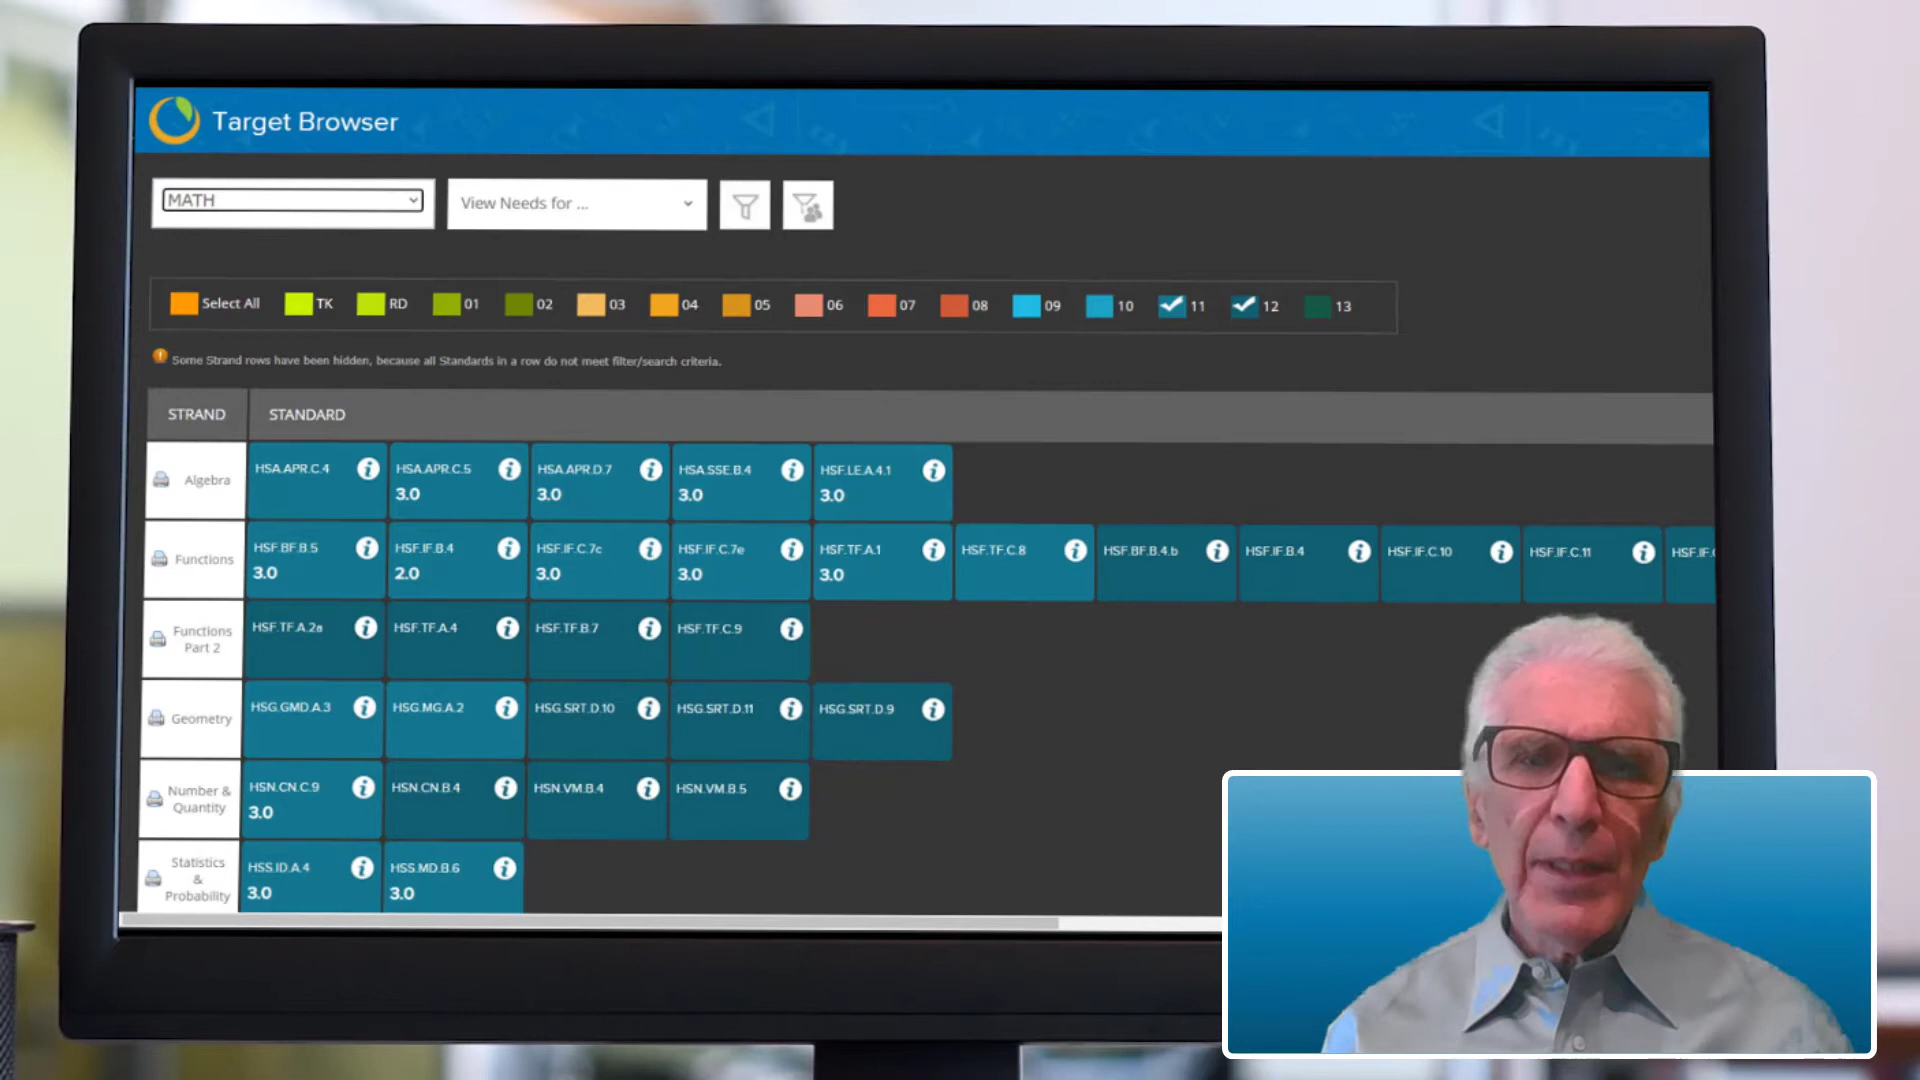 Target Browser
MATH
View Needs for ...
Select All TK RD 01 02 03 04 05 06 07 08 09 10 11 12 13
Some Strand rows have been hidden, because all Standards in a row do not meet filter/search criteria.
STRAND STANDARD
Algebra
HSA.APR.C.4
HSA.APR.C.5
3.0
HSA.APR.D.7
3.0
HSA.SSE.B.4
3.0
HSF.LE.A.4.1
3.0
Functions
HSF.BF.B.5
3.0
HSF.IF.B.4
2.0
HSF.IF.C.7c
3.0
HSF.IF.C.7e
3.0
HSF.TF.A.1
3.0
HSF.TF.C.8
HSF.BF.B.4.b
HSF.IF.B.4
HSF.IF.C.10
HSF.IF.C.11
Functions
Part 2
HSF.TF.A.2a
HSF.TF.A.4
HSF.TF.B.7
HSF.TF.C.9
Geometry
HSG.GMD.A.3
HSG.MG.A.2
HSG.SRT.D.10
HSG.SRT.D.11
HSG.SRT.D.9
Number &
Quantity
HSN.CN.C.9
3.0
HSN.CN.B.4
HSN.VM.B.4
HSN.VM.B.5
Statistics
&
Probability
HSS.ID.A.4
3.0
HSS.MD.B.6
3.0